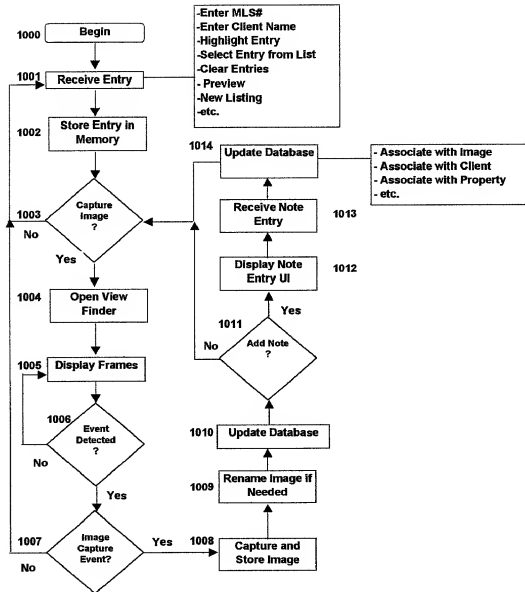 1000
Begin
-Enter MLS#
-Enter Client Name
-Highlight Entry
-Select Entry from List
-Clear Entries
- Preview
-New Listing
-etc.
1001
Receive Entry
1002
Store Entry in
Memory
1003
Capture
Image
?
No
Yes
1004
Open View
Finder
1005
Display Frames
1006
Event
Detected
?
No
Yes
1007
Image
Capture
Event?
No
Yes
1008
Capture and
Store Image
1009
Rename Image if
Needed
1010
Update Database
1011
Add Note
?
No
Yes
1012
Display Note
Entry UI
1013
Receive Note
Entry
1014
Update Database
- Associate with Image
- Associate with Client
- Associate with Property
- etc.